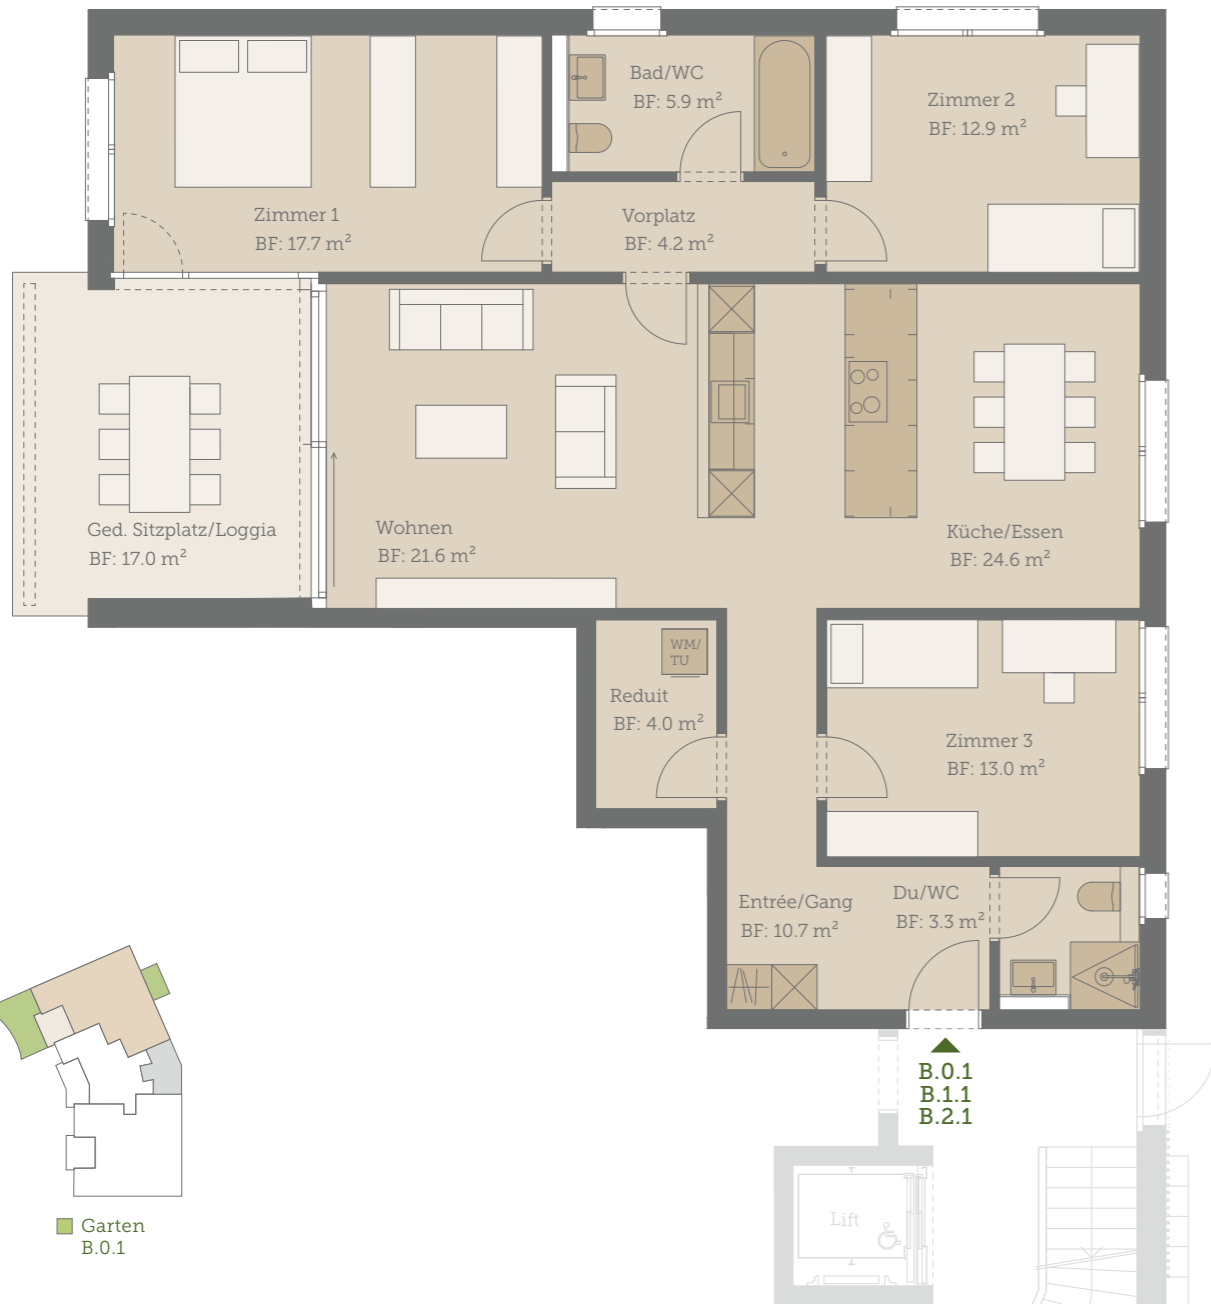 Bad/WC
BF: 5.9 m²
Zimmer 2
BF: 12.9 m²
Zimmer 1
BF: 17.7 m²
Vorplatz
BF: 4.2 m²
Ged. Sitzplatz/Loggia
BF: 17.0 m²
Wohnen
BF: 21.6 m²
Küche/Essen
BF: 24.6 m²
WM/
TU
Reduit
BF: 4.0 m²
Zimmer 3
BF: 13.0 m²
Entrée/Gang
BF: 10.7 m²
Du/WC
BF: 3.3 m²
B.0.1
B.1.1
B.2.1
Lift
Garten
B.0.1